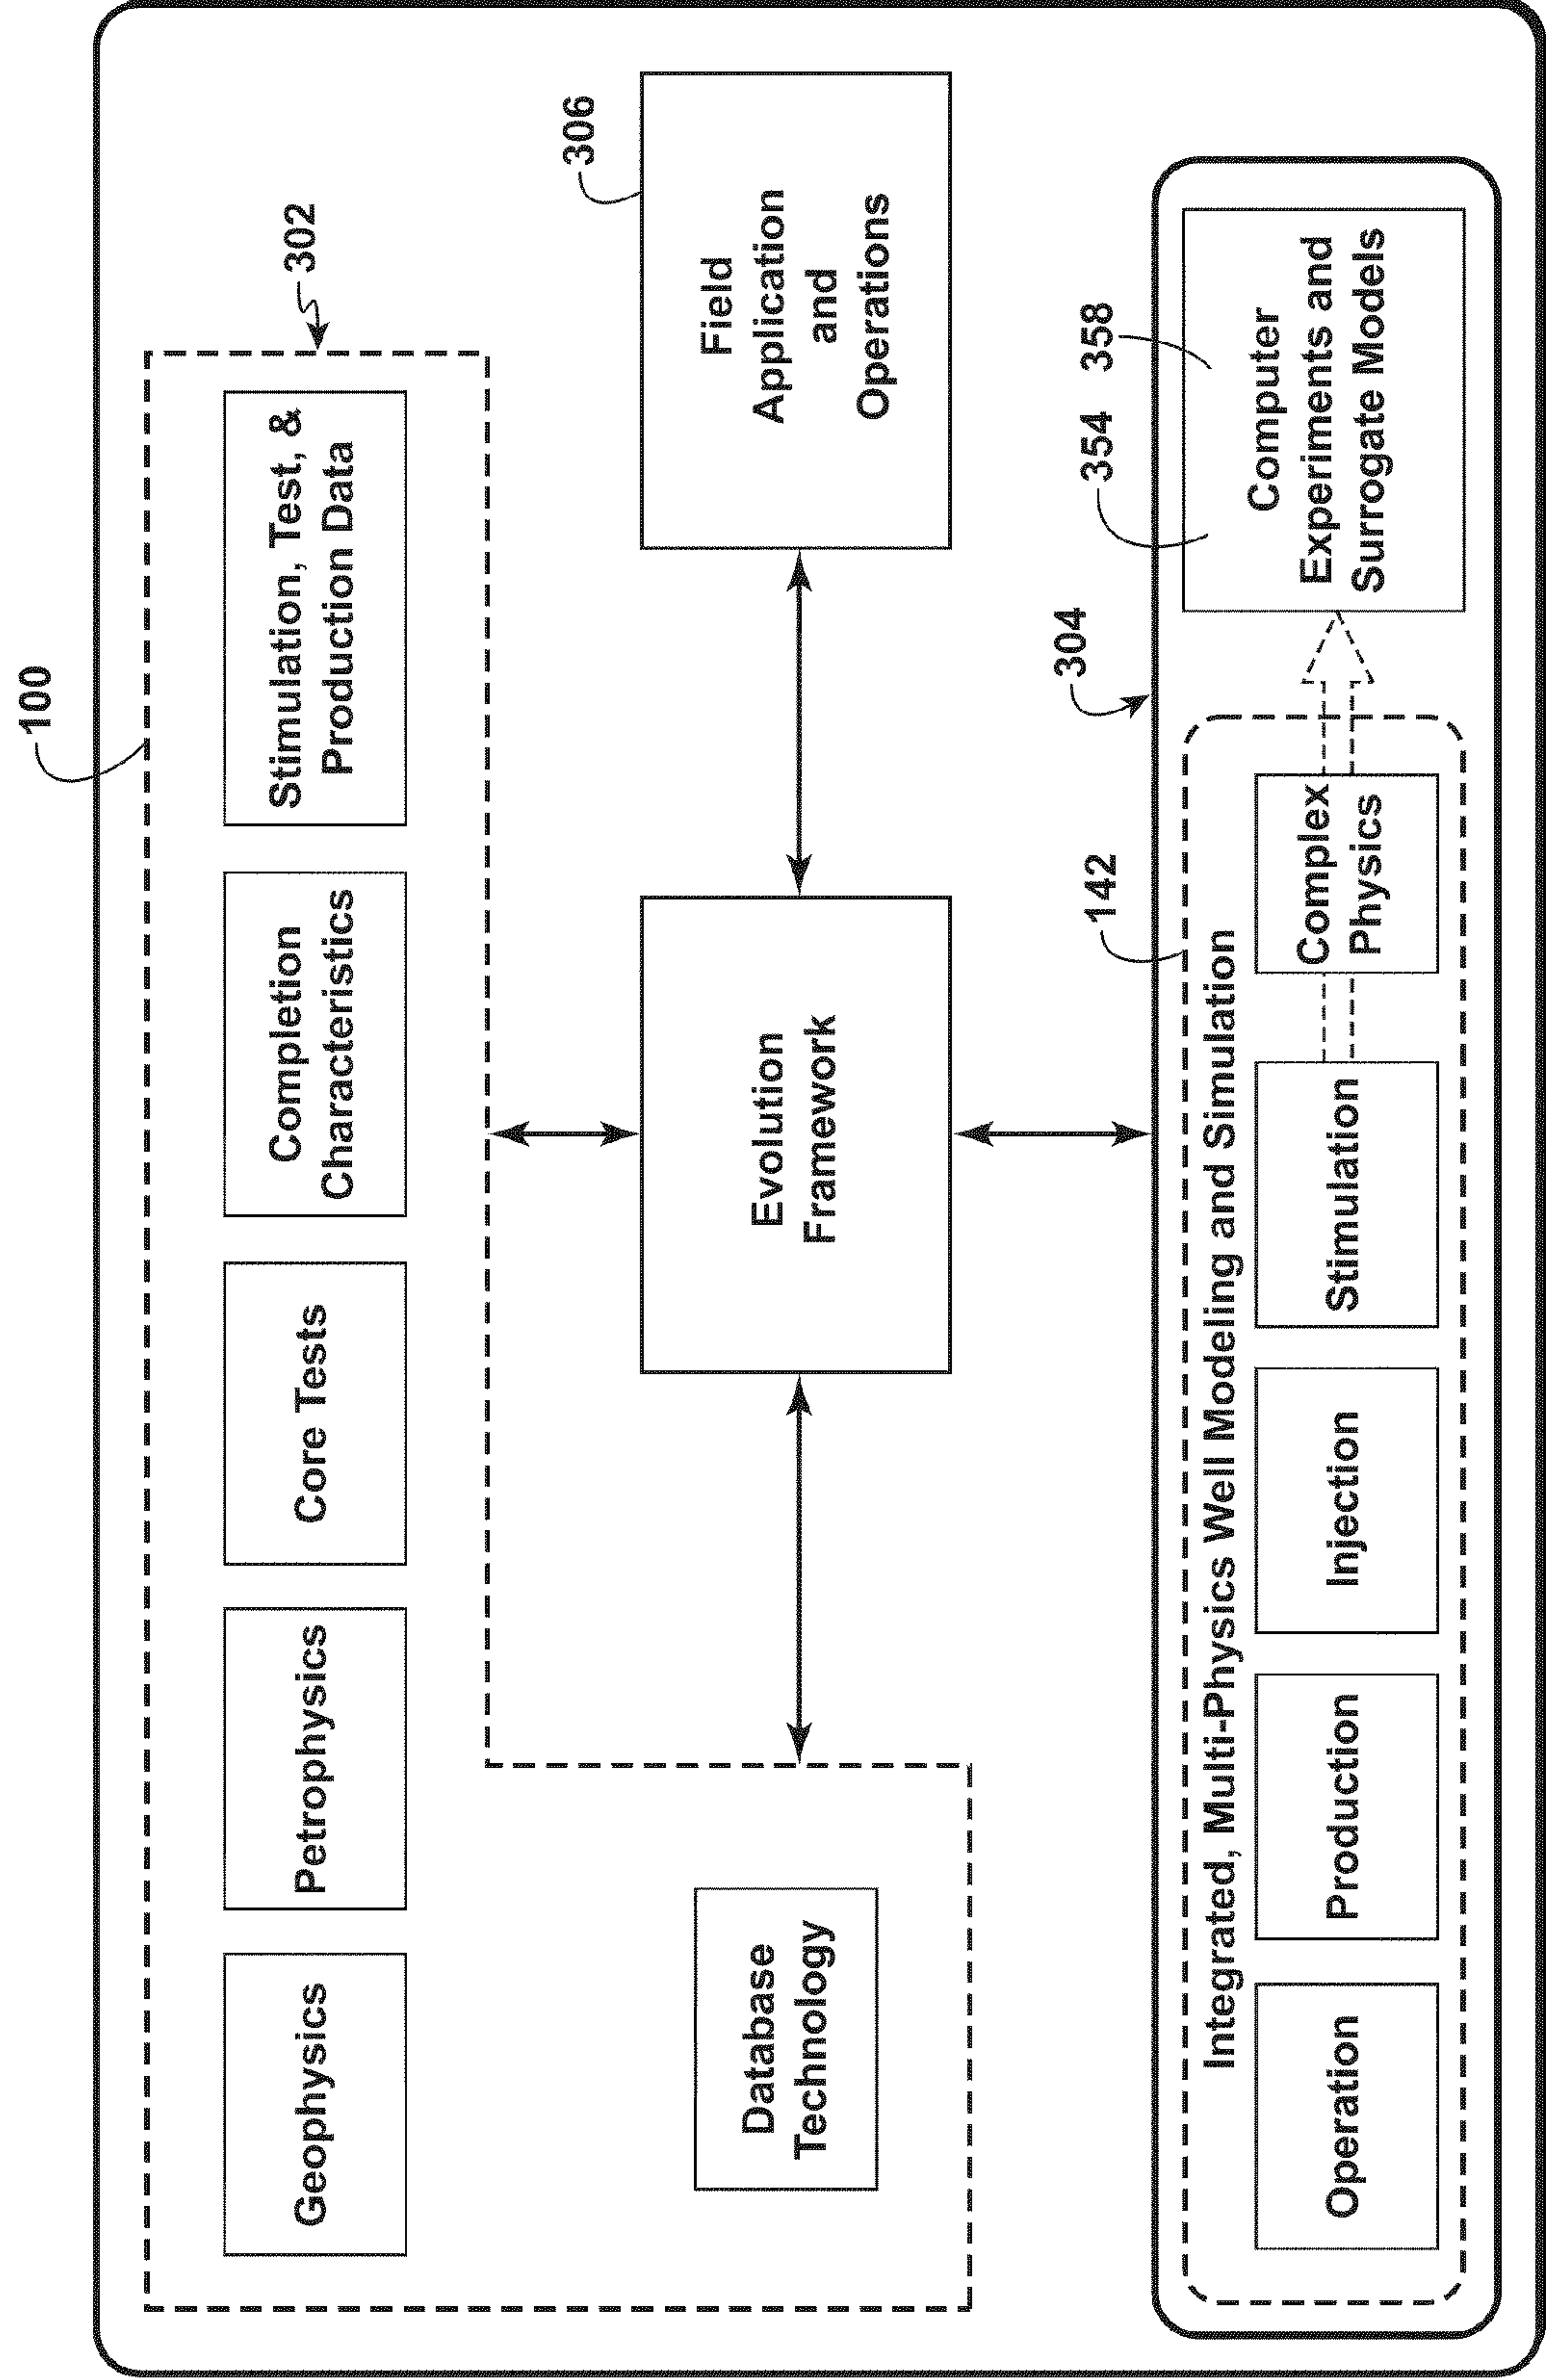 100
302
Geophysics
Petrophysics
Core Tests
Completion
Characteristics
Stimulation, Test, &
Production Data
306
Database
Technology
Evolution
Framework
Field
Application
and
Operations
304
142
354
358
Integrated, Multi-Physics Well Modeling and Simulation
Operation
Production
Injection
Stimulation
Complex
Physics
Computer
Experiments and
Surrogate Models